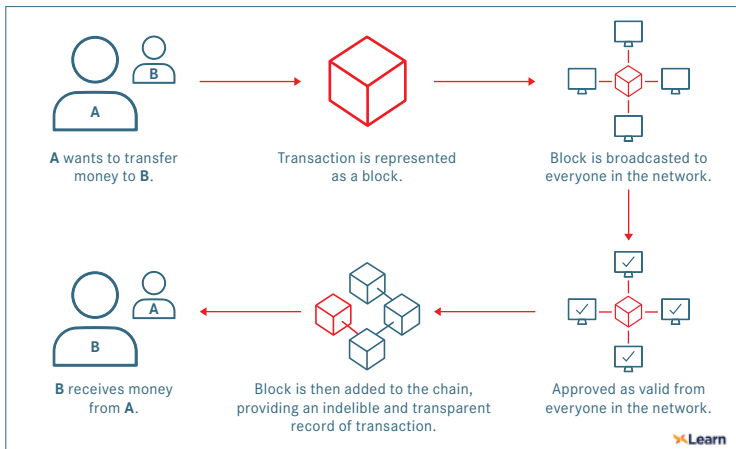 B
A
A wants to transfer
money to B.
Transaction is represented
as a block.
Block is broadcasted to
everyone in the network.
A
B
B receives money
from A.
Block is then added to the chain,
providing an indelible and transparent
record of transaction.
Approved as valid from
everyone in the network.
xLearn